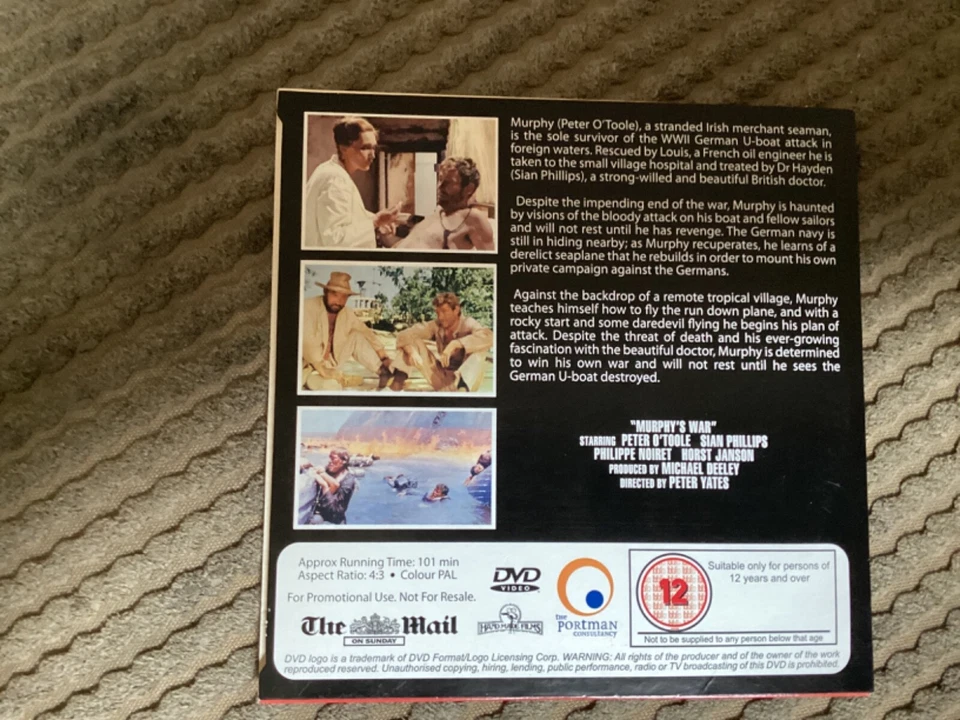 Murphy (Peter O'Toole), a stranded Irish merchant seaman,
is the sole survivor of the WWII German U-boat attack in
foreign waters. Rescued by Louis, a French oil engineer he is
taken to the small village hospital and treated by Dr Hayden
(Sian Phillips), a strong-willed and beautiful British doctor.
Despite the impending end of the war, Murphy is haunted
by visions of the bloody attack on his boat and fellow sailors
and will not rest until he has revenge. The German navy is
still in hiding nearby; as Murphy recuperates, he learns of a
derelict seaplane that he rebuilds in order to mount his own
private campaign against the Germans.
Against the backdrop of a remote tropical village, Murphy
teaches himself how to fly the run down plane, and with a
rocky start and some daredevil flying he begins his plan of
attack. Despite the threat of death and his ever-growing
fascination with the beautiful doctor, Murphy is determined
to win his own war and will not rest until he sees the
German U-boat destroyed.
"MURPHY'S WAR"
STARRING PETER O'TOOLE SIAN PHILLIPS
PHILIPPE NOIRET HORST JANSON
PRODUCED BY MICHAEL DEELEY
DIRECTED BY PETER YATES
Approx Running Time: 101 min
Aspect Ratio: 4:3 • Colour PAL
For Promotional Use. Not For Resale.
The Mail
ON SUNDAY
DVD
VIDEO
HAND MADE FILMS
the
PORTMAN
CONSULTANCY
12
Suitable only for persons of
12 years and over
Not to be supplied to any person below that age
DVD logo is a trademark of DVD Format/Logo Licensing Corp. WARNING: All rights of the producer and of the owner of the work
reproduced reserved. Unauthorised copying, hiring, lending, public performance, radio or TV broadcasting of this DVD is prohibited.